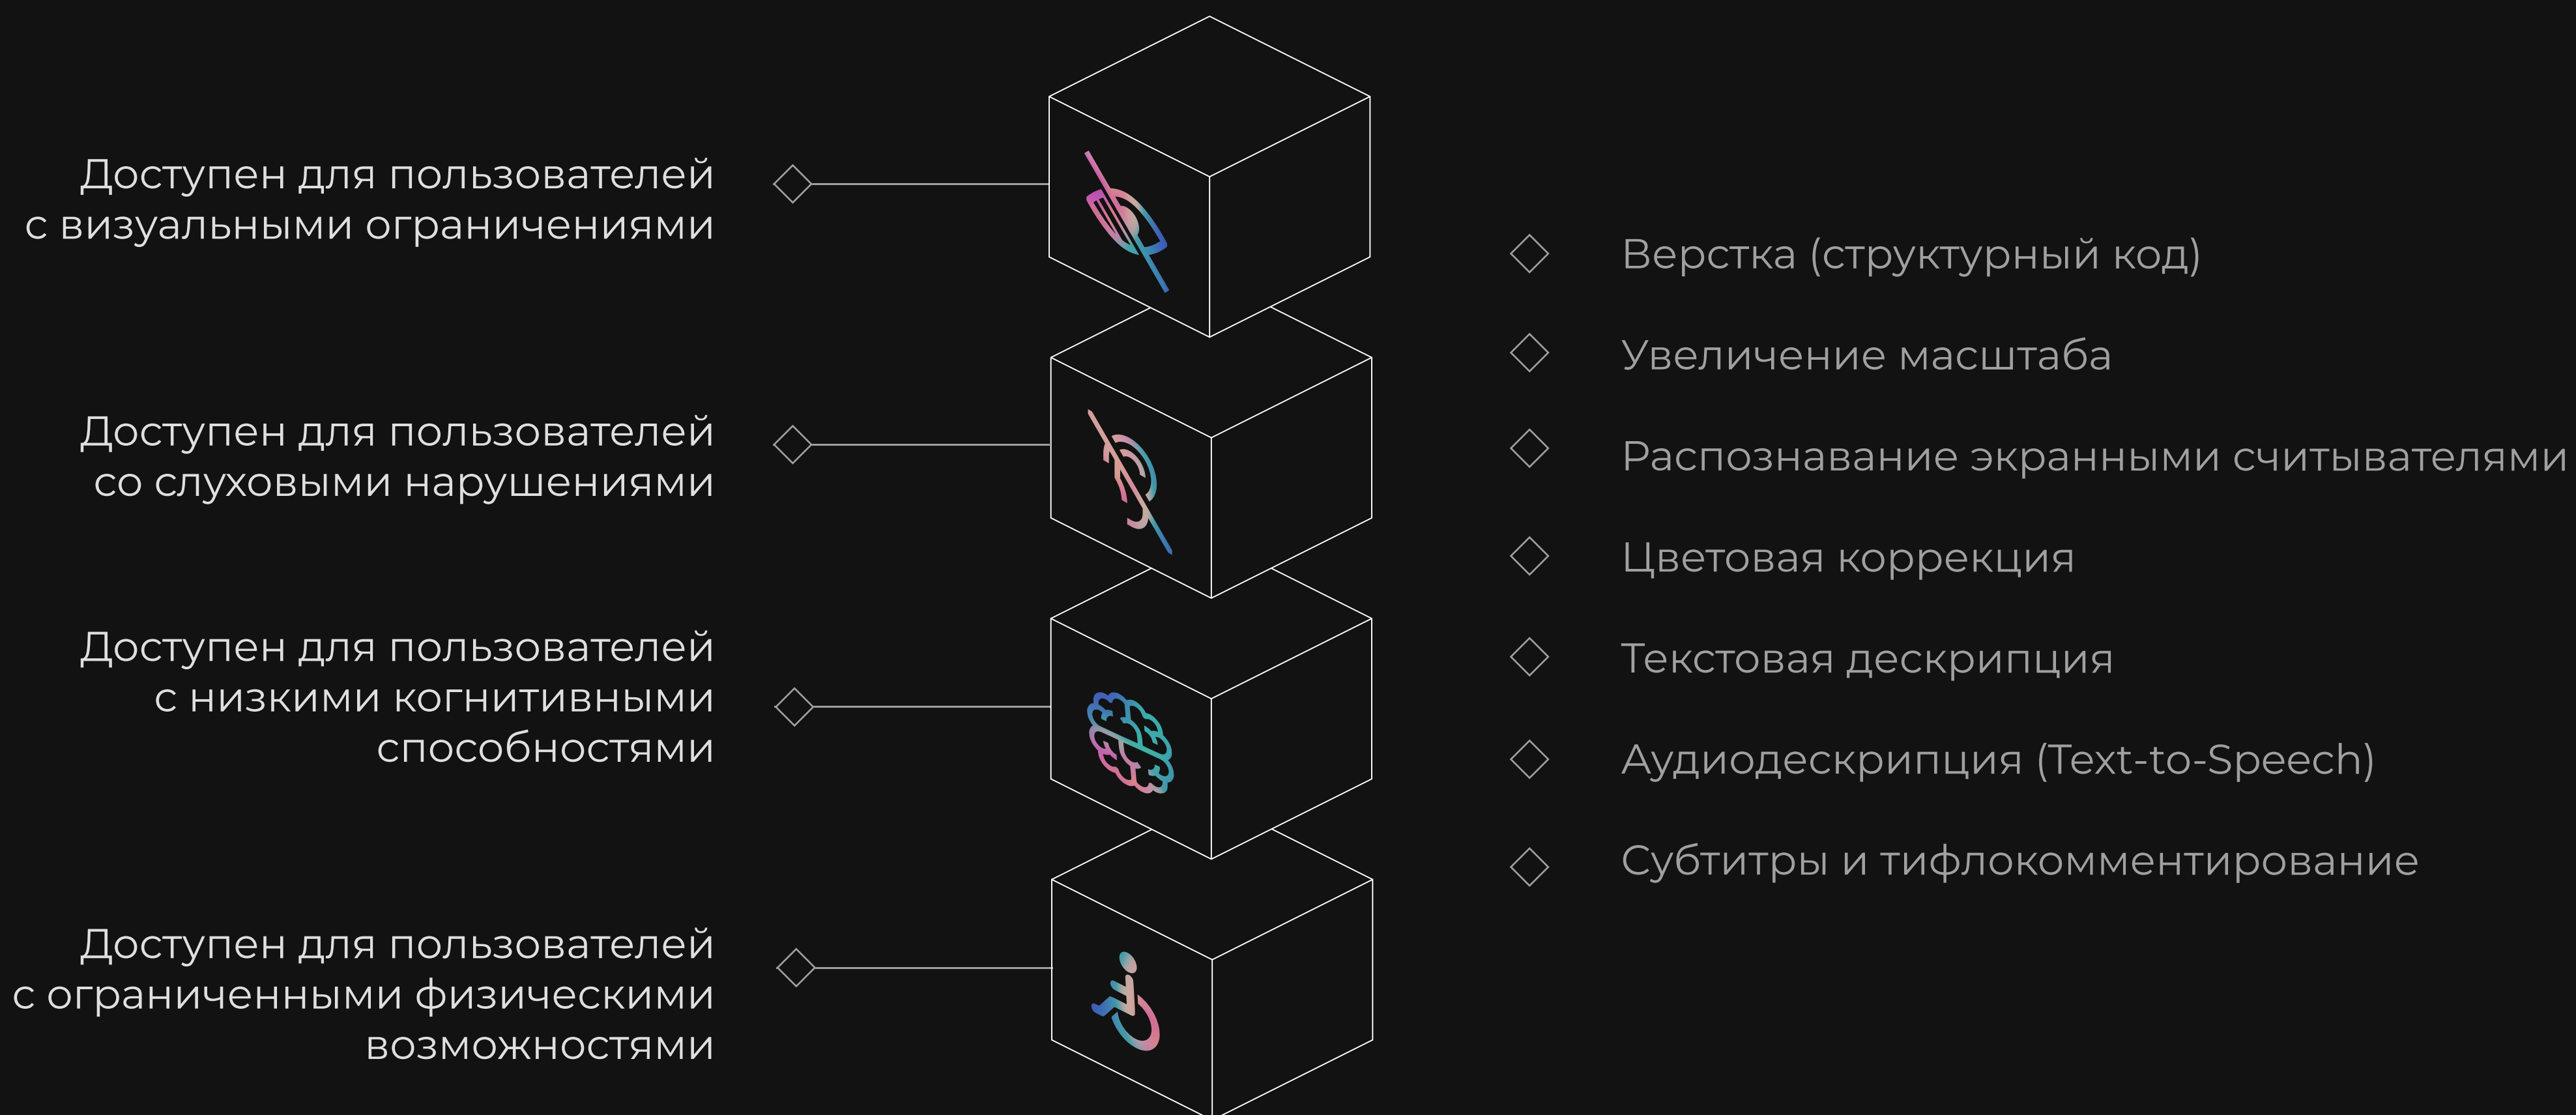 Доступен для пользователей
с визуальными ограничениями
Доступен для пользователей
со слуховыми нарушениями
Доступен для пользователей
с низкими когнитивными
способностями
Доступен для пользователей
с ограниченными физическими
возможностями
Верстка (структурный код)
Увеличение масштаба
Распознавание экранными считывателями
Цветовая коррекция
Текстовая дескрипция
Аудиодескрипция (Text-to-Speech)
Субтитры и тифлокомментирование